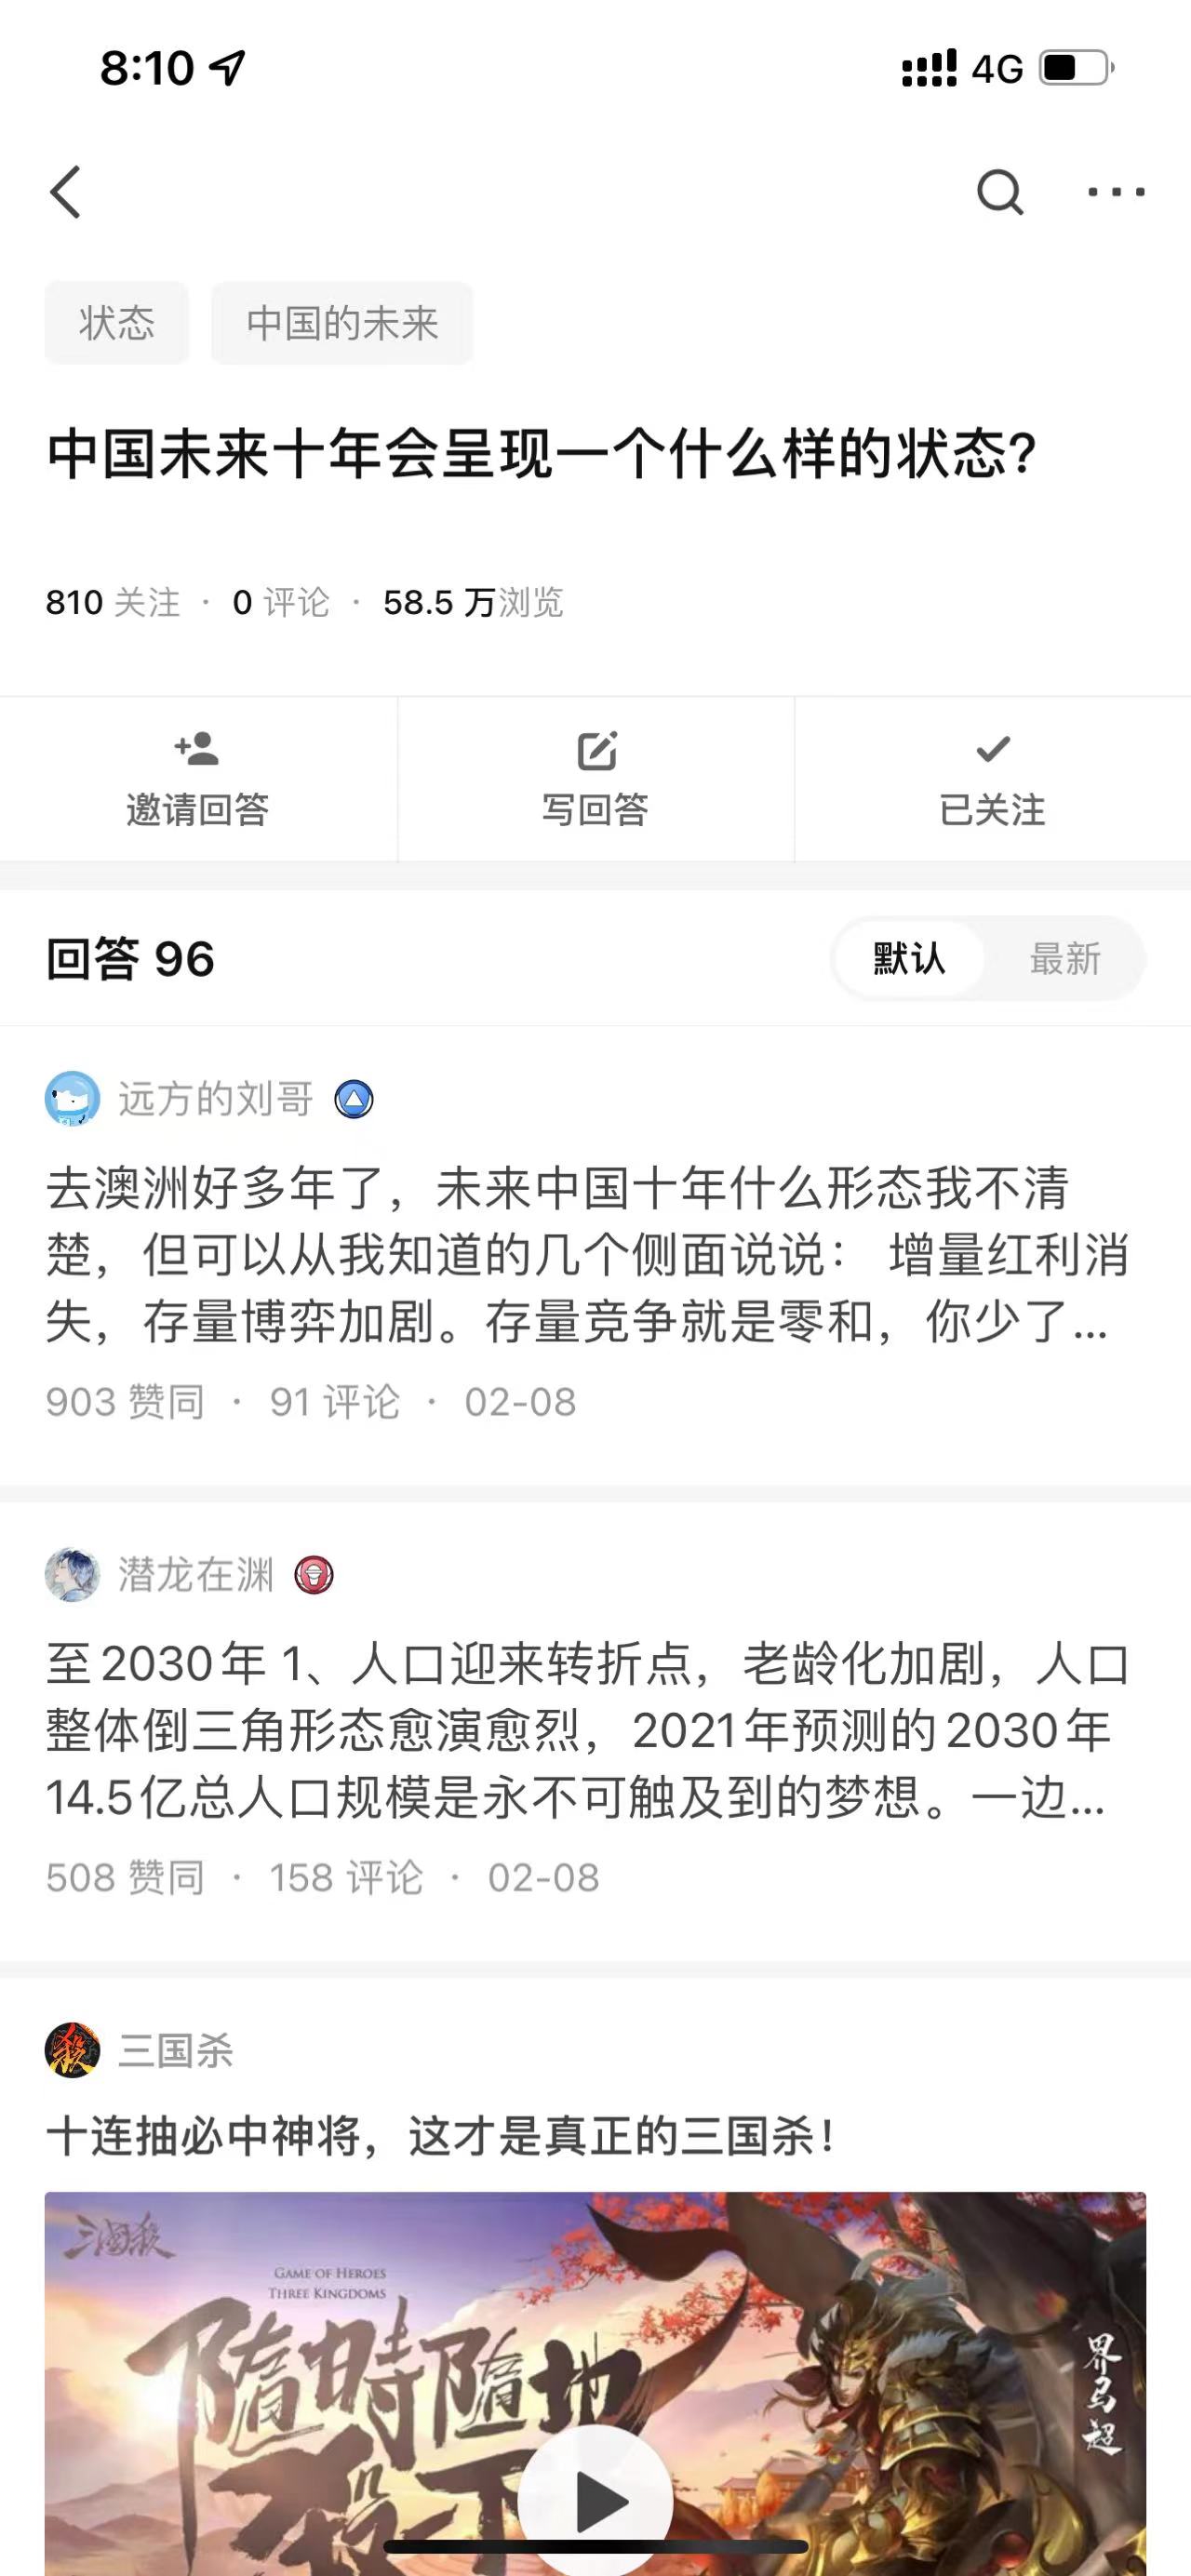 8:10
4G
状态 中国的未来
中国未来十年会呈现一个什么样的状态?
810 关注 · 0 评论 · 58.5 万浏览
邀请回答 写回答 已关注
回答 96
默认 最新
远方的刘哥
去澳洲好多年了，未来中国十年什么形态我不清
楚，但可以从我知道的几个侧面说说： 增量红利消
失，存量博弈加剧。存量竞争就是零和，你少了...
903 赞同 · 91 评论 · 02-08
潜龙在渊
至2030年 1、人口迎来转折点，老龄化加剧，人口
整体倒三角形态愈演愈烈，2021年预测的2030年
14.5亿总人口规模是永不可触及到的梦想。一边...
508 赞同 · 158 评论 · 02-08
殺
三国杀
十连抽必中神将，这才是真正的三国杀！
三國殺
GAME OF HEROES
THREE KINGDOMS
隨時隨地
界马超